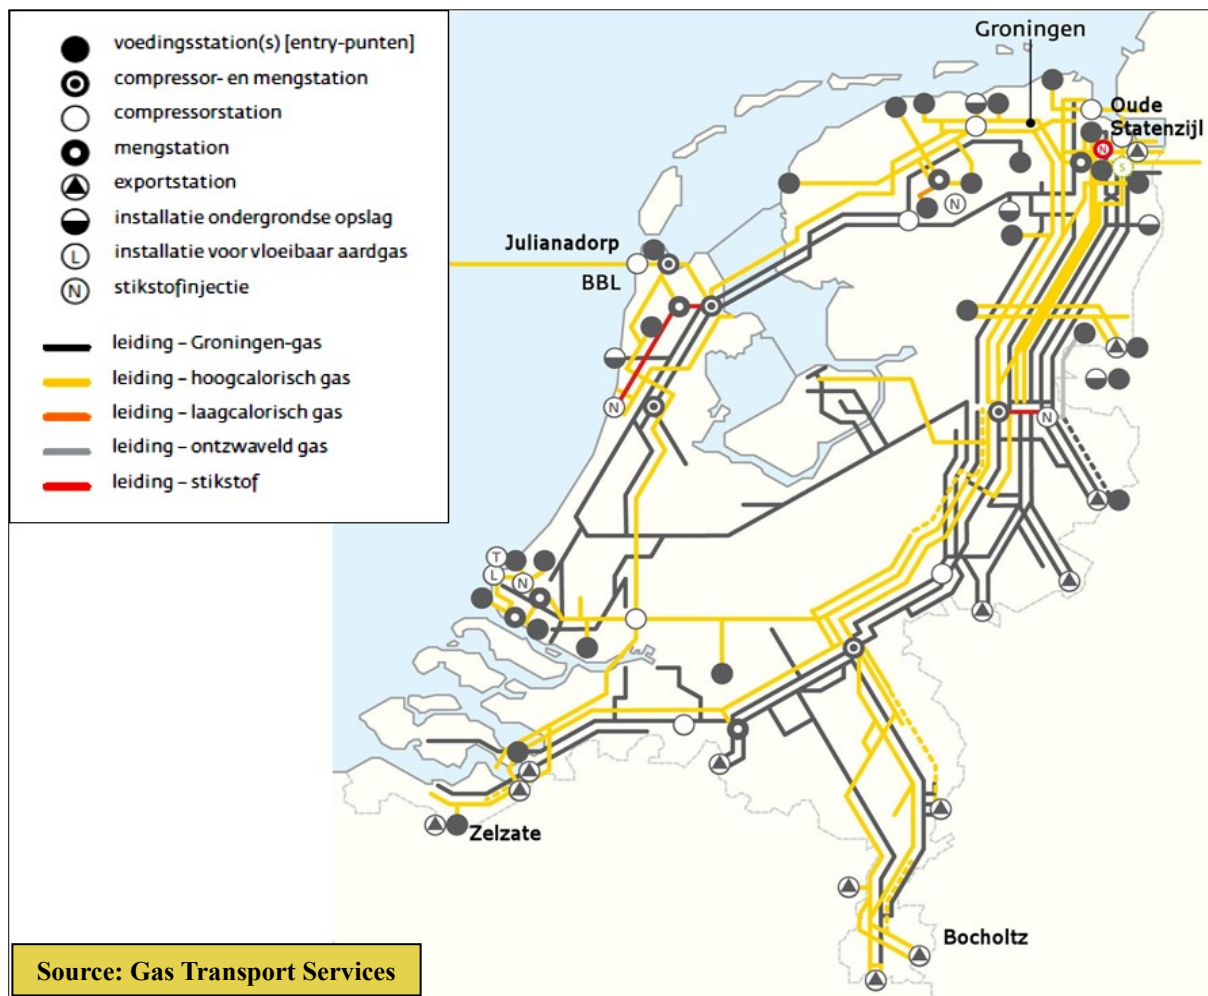 voedingsstation(s) [entry-punten]
compressor- en mengstation
compressorstation
mengstation
exportstation
installatie ondergrondse opslag
L installatie voor vloeibaar aardgas
N stikstofinjectie
leiding – Groningen-gas
leiding – hoogcalorisch gas
leiding – laagcalorisch gas
leiding – ontzwaveld gas
leiding – stikstof
Groningen
Oude
Statenzijl
N
S
N
Julianadorp
BBL
N
N
T
L
N
Zelzate
Bocholtz
Source: Gas Transport Services